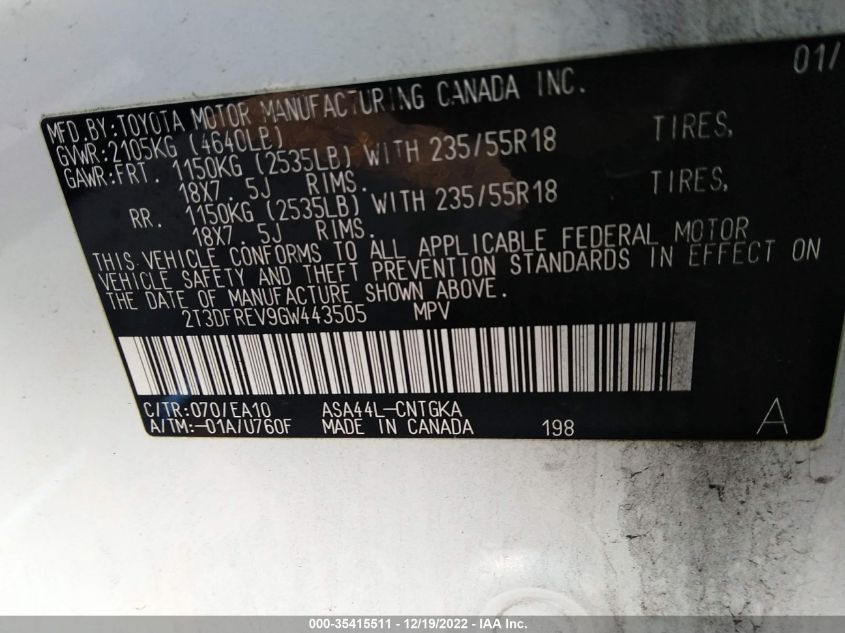 01/
MFD.BY:TOYOTA MOTOR MANUFACTURING CANADA INC.
GVWR:2105KG (4640LB)
GAWR:FRT. 1150KG (2535LB) WITH 235/55R18 TIRES,
18X7.5J RIMS.
RR. 1150KG (2535LB) WITH 235/55R18 TIRES,
18X7.5J RIMS.
THIS VEHICLE CONFORMS TO ALL APPLICABLE FEDERAL MOTOR
VEHICLE SAFETY AND THEFT PREVENTION STANDARDS IN EFFECT ON
THE DATE OF MANUFACTURE SHOWN ABOVE.
2T3DFREV9GW443505 MPV
C/TR:070/EA10 ASA44L-CNTGKA
A/TM:-01A/U760F MADE IN CANADA 198 A
000-35415511 - 12/19/2022 - IAA Inc.